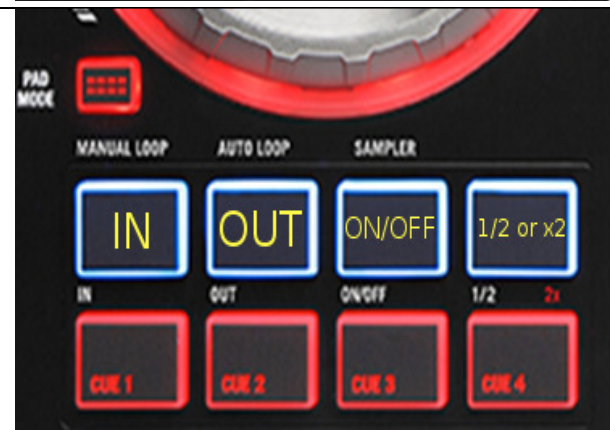 PAD
MODE
MANUAL LOOP AUTO LOOP SAMPLER
IN OUT ON/OFF 1/2 or x2
IN OUT ON/OFF 1/2 2x
CUE 1 CUE 2 CUE 3 CUE 4